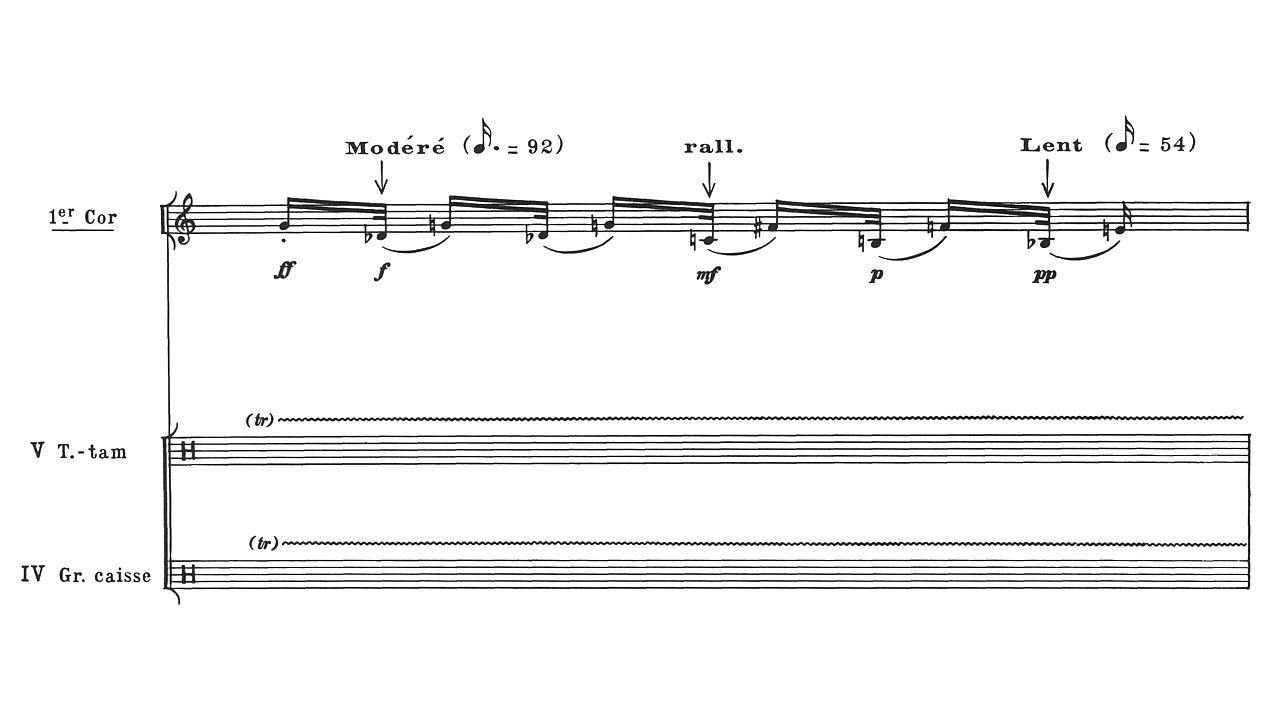 Modéré (𝅘𝅥𝅯. = 92) rall. Lent (𝅘𝅥𝅯 = 54)
1er Cor
ff f mf p pp
(tr)
V T.-tam
(tr)
IV Gr. caisse